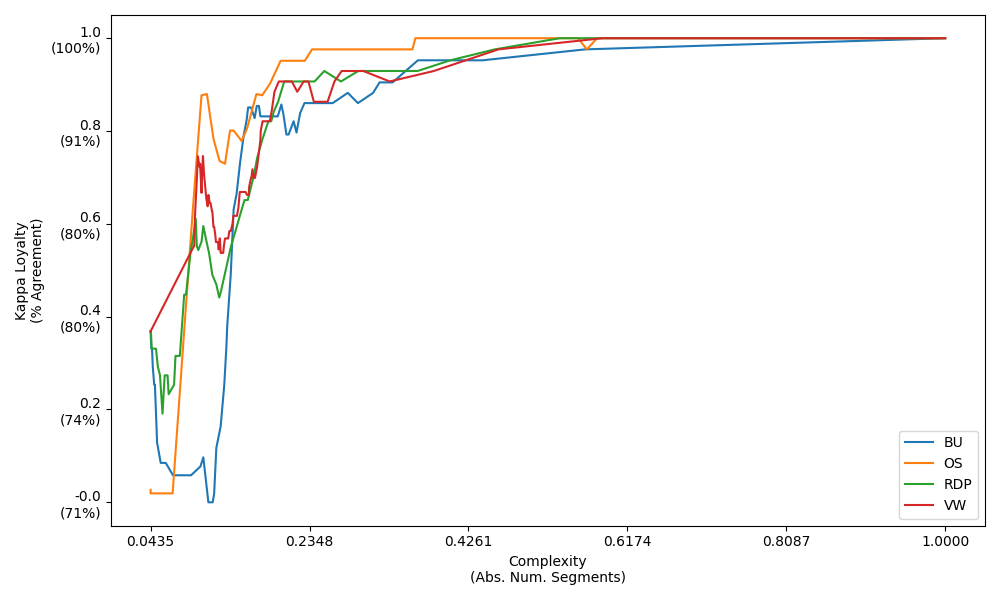 1.0
(100%)
0.8
(91%)
0.6
(80%)
0.4
(80%)
0.2
(74%)
-0.0
(71%)
Kappa Loyalty
(% Agreement)
0.0435
0.2348
0.4261
0.6174
0.8087
1.0000
Complexity
(Abs. Num. Segments)
BU
OS
RDP
VW